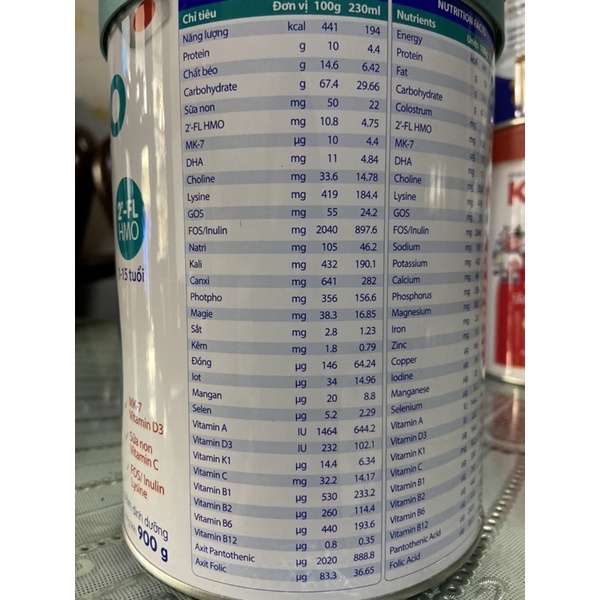 Chỉ tiêu Đơn vị 100g 230ml
Năng lượng kcal 441 194
Protein g 10 4.4
Chất béo g 14.6 6.42
Carbohydrate g 67.4 29.66
Sữa non mg 50 22
2'-FL HMO mg 10.8 4.75
MK-7 µg 10 4.4
DHA mg 11 4.84
Choline mg 33.6 14.78
Lysine mg 419 184.4
GOS mg 55 24.2
FOS/Inulin mg 2040 897.6
Natri mg 105 46.2
Kali mg 432 190.1
Canxi mg 641 282
Photpho mg 356 156.6
Magie mg 38.3 16.85
Sắt mg 2.8 1.23
Kẽm mg 1.8 0.79
Đồng µg 146 64.24
Iot µg 34 14.96
Mangan µg 20 8.8
Selen µg 5.2 2.29
Vitamin A IU 1464 644.2
Vitamin D3 IU 232 102.1
Vitamin K1 µg 14.4 6.34
Vitamin C mg 32.2 14.17
Vitamin B1 µg 530 233.2
Vitamin B2 µg 260 114.4
Vitamin B6 µg 440 193.6
Vitamin B12 µg 0.8 0.35
Axit Pantothenic µg 2020 888.8
Axit Folic µg 83.3 36.65
NUTRITION
Nutrients
Energy
Protein
Fat
Carbohydrate
Colostrum
2'-FL HMO
MK-7
DHA
Choline
Lysine
GOS
FOS/Inulin
Sodium
Potassium
Calcium
Phosphorus
Magnesium
Iron
Zinc
Copper
Iodine
Manganese
Selenium
Vitamin A
Vitamin D3
Vitamin K1
Vitamin C
Vitamin B1
Vitamin B2
Vitamin B6
Vitamin B12
Pantothenic Acid
Folic Acid
2'-FL
HMO
-15 tuổi
MK-7
Vitamin D3
Sữa non
Vitamin C
FOS/Inulin
Lysine
dinh dưỡng
900 g